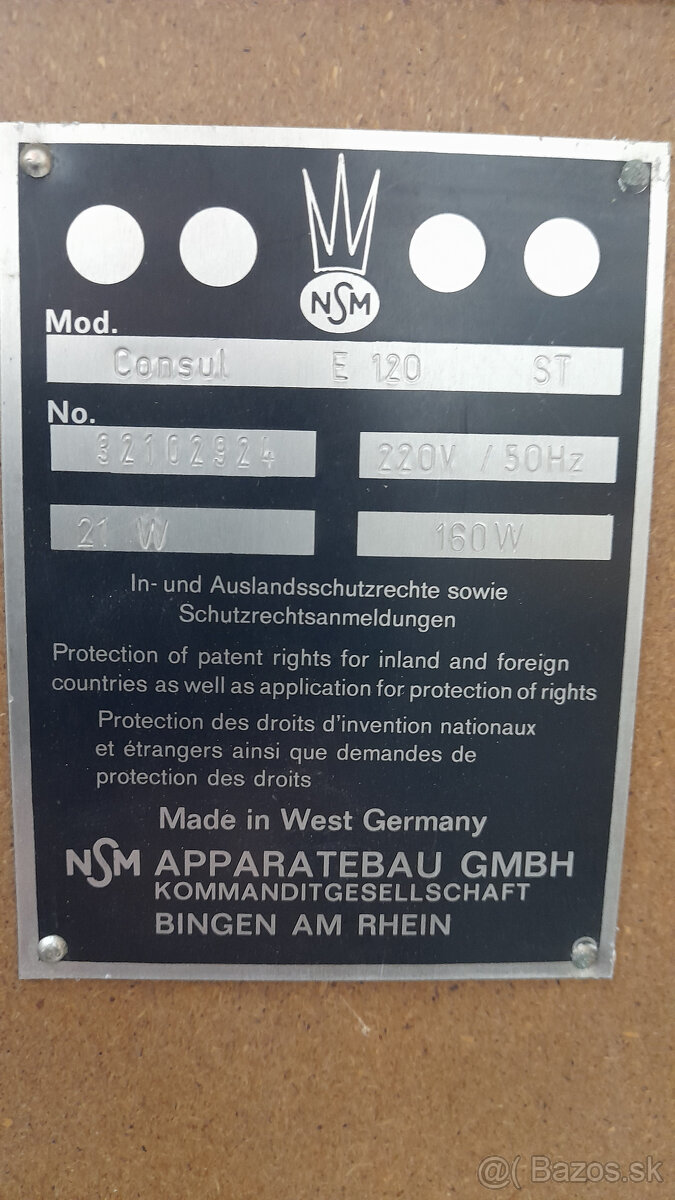 NSM
Mod.
Consul E 120 ST
No.
32102924 220V / 50Hz
21 W 160W
In- und Auslandsschutzrechte sowie
Schutzrechtsanmeldungen
Protection of patent rights for inland and foreign
countries as well as application for protection of rights
Protection des droits d'invention nationaux
et étrangers ainsi que demandes de
protection des droits
Made in West Germany
NSM APPARATEBAU GMBH
KOMMANDITGESELLSCHAFT
BINGEN AM RHEIN
@( Bazos.sk